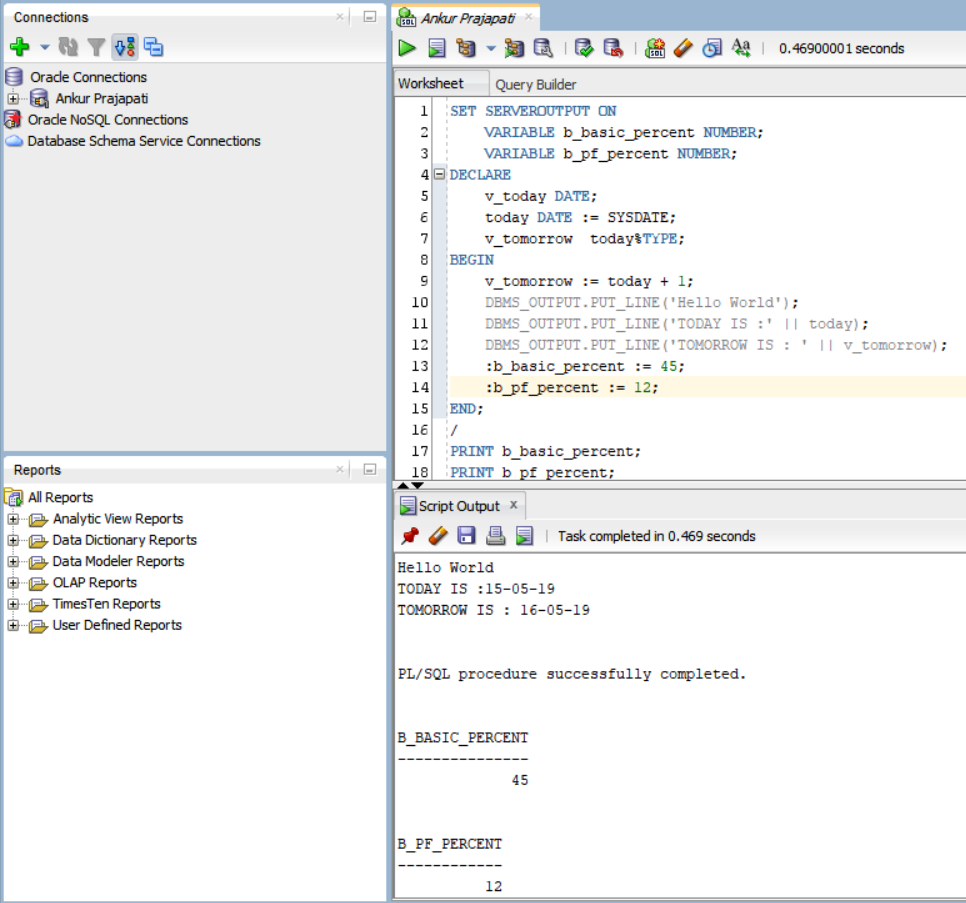 Connections
Oracle Connections
Ankur Prajapati
Oracle NoSQL Connections
Database Schema Service Connections
Reports
All Reports
Analytic View Reports
Data Dictionary Reports
Data Modeler Reports
OLAP Reports
TimesTen Reports
User Defined Reports
Ankur Prajapati
0.46900001 seconds
Worksheet Query Builder
1 SET SERVEROUTPUT ON
2 VARIABLE b_basic_percent NUMBER;
3 VARIABLE b_pf_percent NUMBER;
4 DECLARE
5 v_today DATE;
6 today DATE := SYSDATE;
7 v_tomorrow today%TYPE;
8 BEGIN
9 v_tomorrow := today + 1;
10 DBMS_OUTPUT.PUT_LINE('Hello World');
11 DBMS_OUTPUT.PUT_LINE('TODAY IS :' || today);
12 DBMS_OUTPUT.PUT_LINE('TOMORROW IS : ' || v_tomorrow);
13 :b_basic_percent := 45;
14 :b_pf_percent := 12;
15 END;
16 /
17 PRINT b_basic_percent;
18 PRINT b_pf_percent;
Script Output
Task completed in 0.469 seconds
Hello World
TODAY IS :15-05-19
TOMORROW IS : 16-05-19
PL/SQL procedure successfully completed.
B_BASIC_PERCENT
---------------
45
B_PF_PERCENT
------------
12